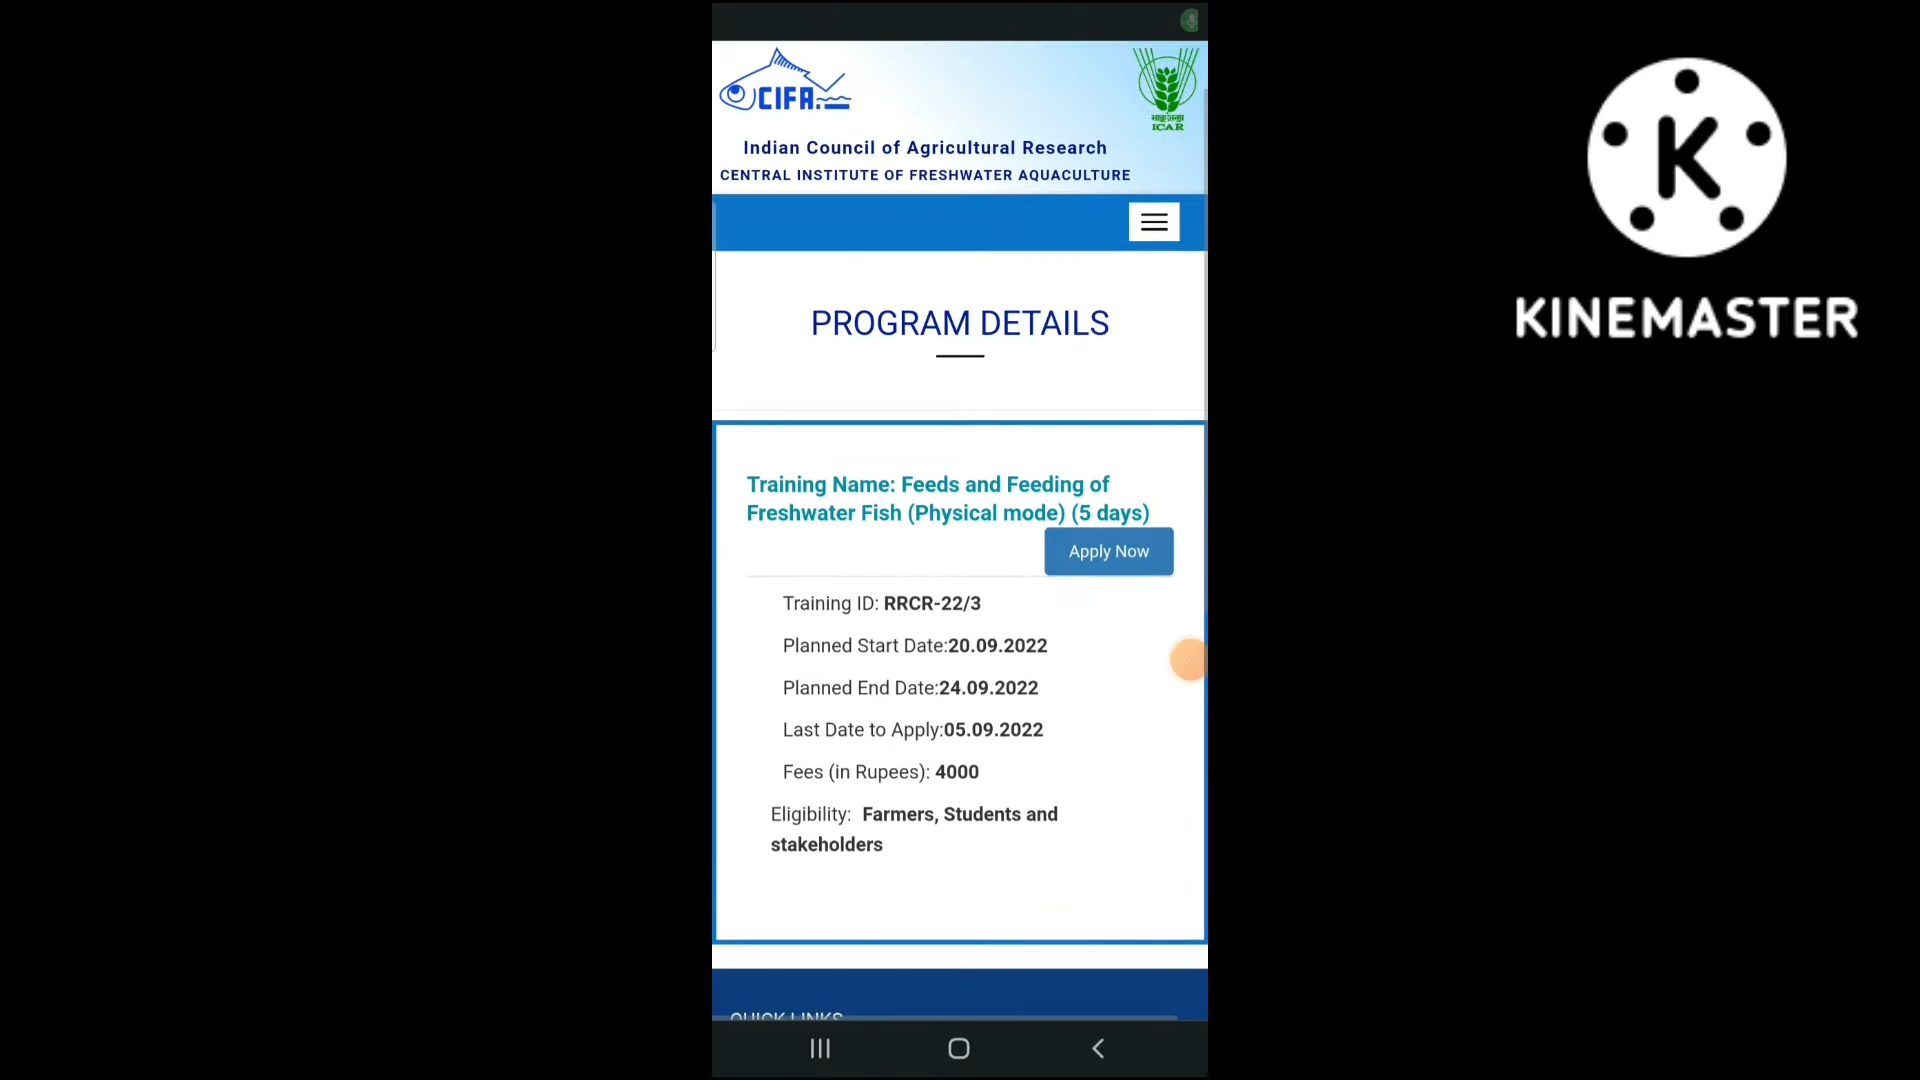 CIFA
ICAR
Indian Council of Agricultural Research
CENTRAL INSTITUTE OF FRESHWATER AQUACULTURE
PROGRAM DETAILS
Training Name: Feeds and Feeding of
Freshwater Fish (Physical mode) (5 days)
Apply Now
Training ID: RRCR-22/3
Planned Start Date:20.09.2022
Planned End Date:24.09.2022
Last Date to Apply:05.09.2022
Fees (in Rupees): 4000
Eligibility: Farmers, Students and
stakeholders
QUICK LINKS
K
KINEMASTER